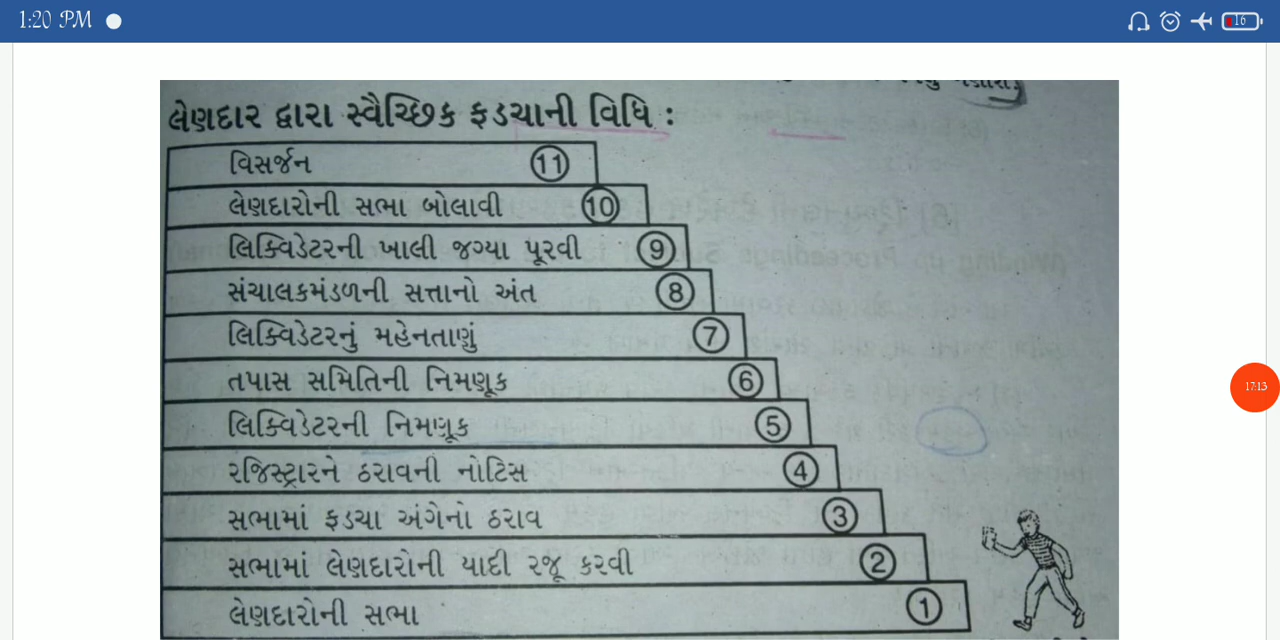 1:20 PM
16
લેણદાર દ્વારા સ્વૈચ્છિક ફડચાની વિધિ :
વિસર્જન 11
લેણદારોની સભા બોલાવી 10
લિક્વિડેટરની ખાલી જગ્યા પૂરવી 9
સંચાલકમંડળની સત્તાનો અંત 8
લિક્વિડેટરનું મહેનતાણું 7
તપાસ સમિતિની નિમણૂક 6
લિક્વિડેટરની નિમણૂક 5
17:13
રજિસ્ટ્રારને ઠરાવની નોટિસ 4
સભામાં ફડચા અંગેનો ઠરાવ 3
સભામાં લેણદારોની યાદી રજૂ કરવી 2
લેણદારોની સભા 1